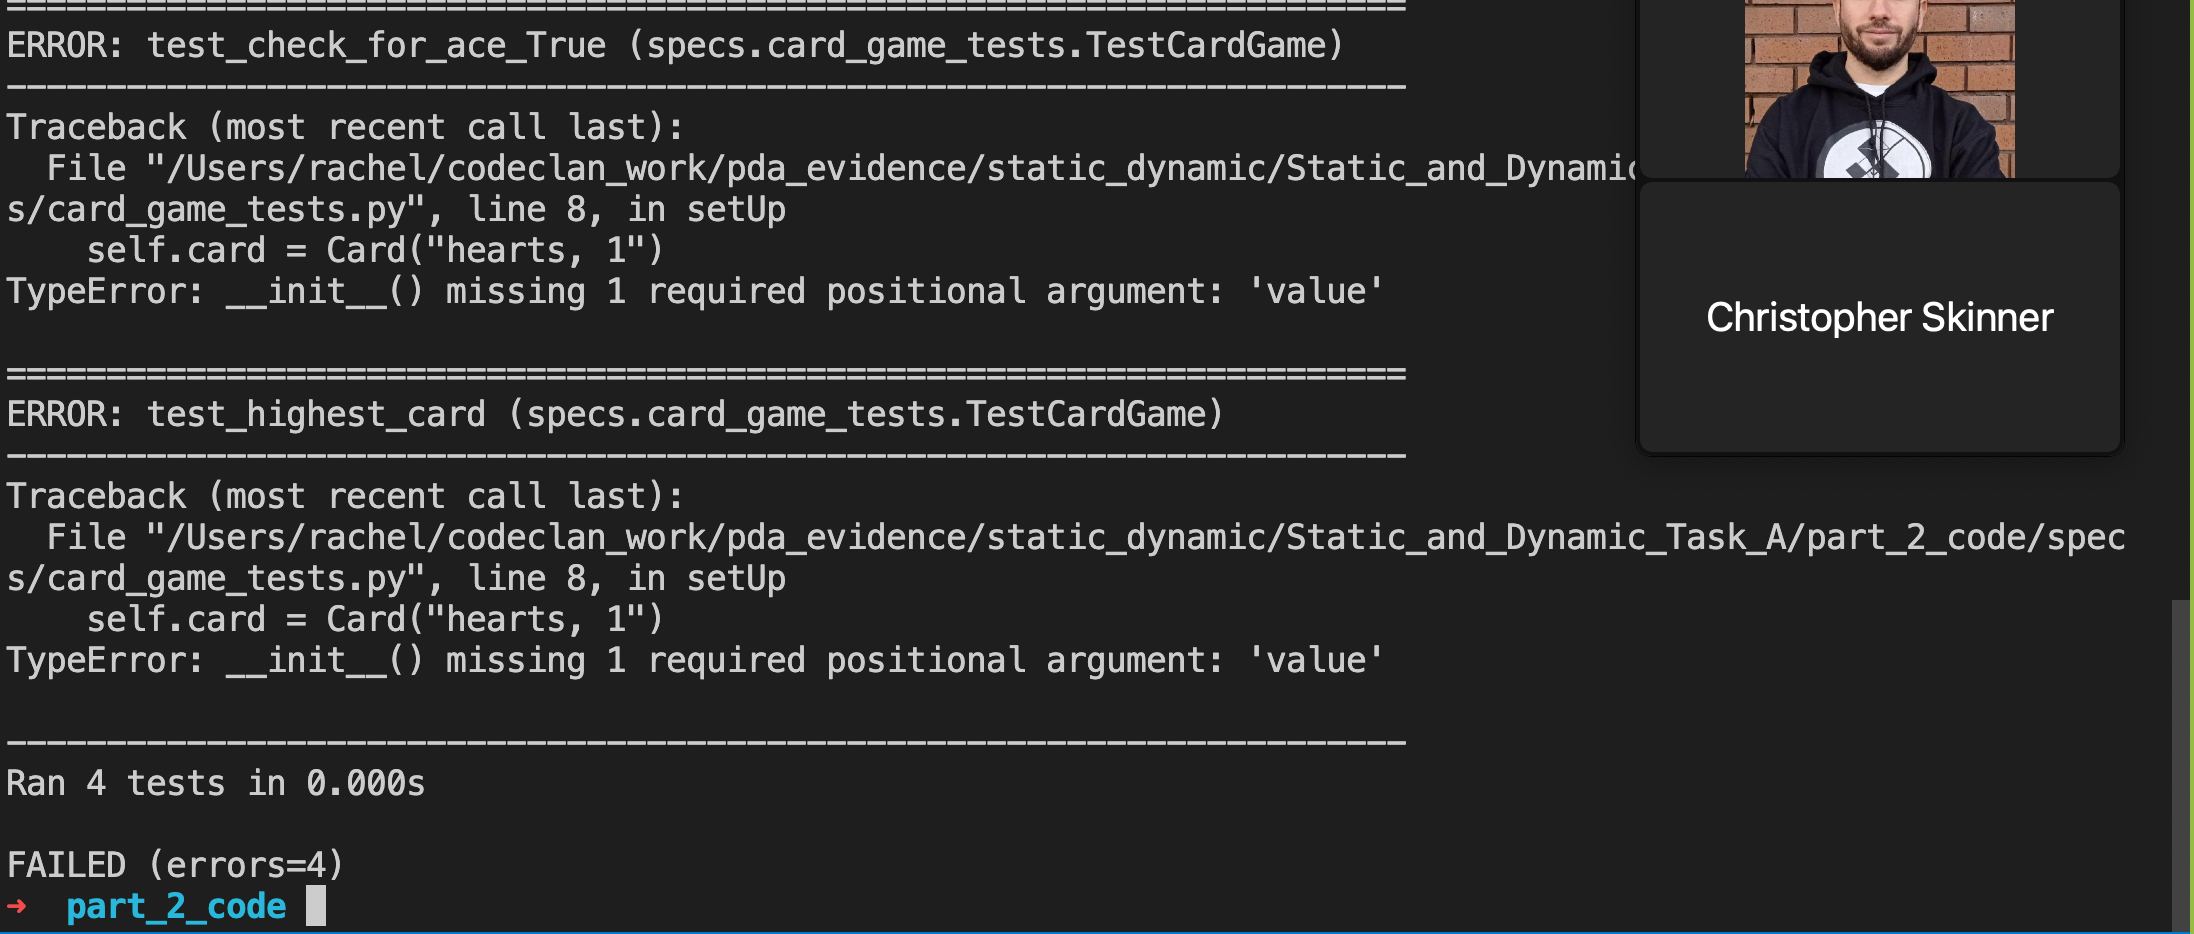 ======================================================================
ERROR: test_check_for_ace_True (specs.card_game_tests.TestCardGame)
----------------------------------------------------------------------
Traceback (most recent call last):
  File "/Users/rachel/codeclan_work/pda_evidence/static_dynamic/Static_and_Dynamic
s/card_game_tests.py", line 8, in setUp
    self.card = Card("hearts, 1")
TypeError: __init__() missing 1 required positional argument: 'value'
Christopher Skinner
======================================================================
ERROR: test_highest_card (specs.card_game_tests.TestCardGame)
----------------------------------------------------------------------
Traceback (most recent call last):
  File "/Users/rachel/codeclan_work/pda_evidence/static_dynamic/Static_and_Dynamic_Task_A/part_2_code/spec
s/card_game_tests.py", line 8, in setUp
    self.card = Card("hearts, 1")
TypeError: __init__() missing 1 required positional argument: 'value'
----------------------------------------------------------------------
Ran 4 tests in 0.000s
FAILED (errors=4)
➜  part_2_code